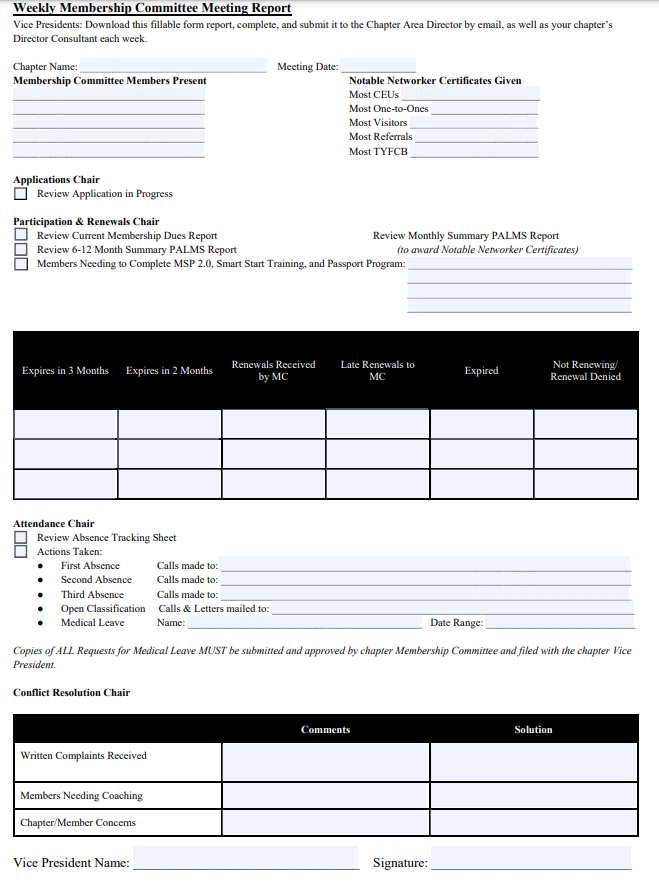 Weekly Membership Committee Meeting Report
Vice Presidents: Download this fillable form report, complete, and submit it to the Chapter Area Director by email, as well as your chapter's
Director Consultant each week.
Chapter Name: Meeting Date:
Membership Committee Members Present Notable Networker Certificates Given
Most CEUs
Most One-to-Ones
Most Visitors
Most Referrals
Most TYFCB
Applications Chair
Review Application in Progress
Participation & Renewals Chair
Review Current Membership Dues Report Review Monthly Summary PALMS Report
Review 6-12 Month Summary PALMS Report (to award Notable Networker Certificates)
Members Needing to Complete MSP 2.0, Smart Start Training, and Passport Program:
Expires in 3 Months Expires in 2 Months Renewals Received by MC Late Renewals to MC Expired Not Renewing/ Renewal Denied
Attendance Chair
Review Absence Tracking Sheet
Actions Taken:
● First Absence Calls made to:
● Second Absence Calls made to:
● Third Absence Calls made to:
● Open Classification Calls & Letters mailed to:
● Medical Leave Name: Date Range:
Copies of ALL Requests for Medical Leave MUST be submitted and approved by chapter Membership Committee and filed with the chapter Vice
President.
Conflict Resolution Chair
Comments Solution
Written Complaints Received
Members Needing Coaching
Chapter/Member Concerns
Vice President Name: Signature: